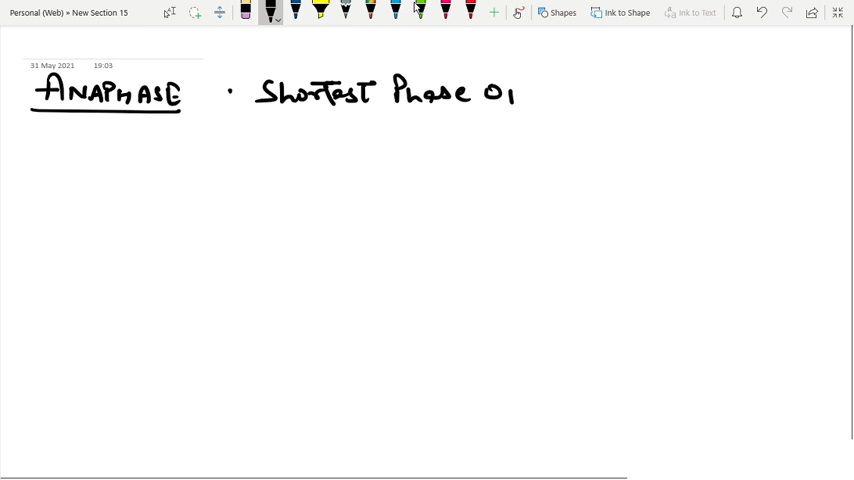 Personal (Web) » New Section 15
Shapes
Ink to Shape
Ink to Text
31 May 2021 19:03
ANAPHASE · Shortest Phase